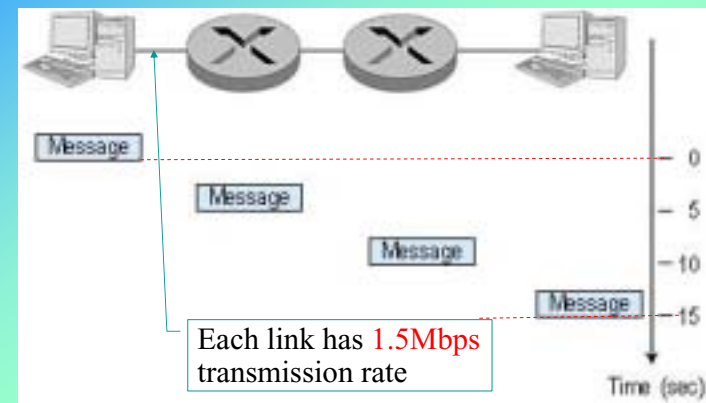 Message
0
Message
5
Message
10
Message
15
Each link has 1.5Mbps
transmission rate
Time (sec)